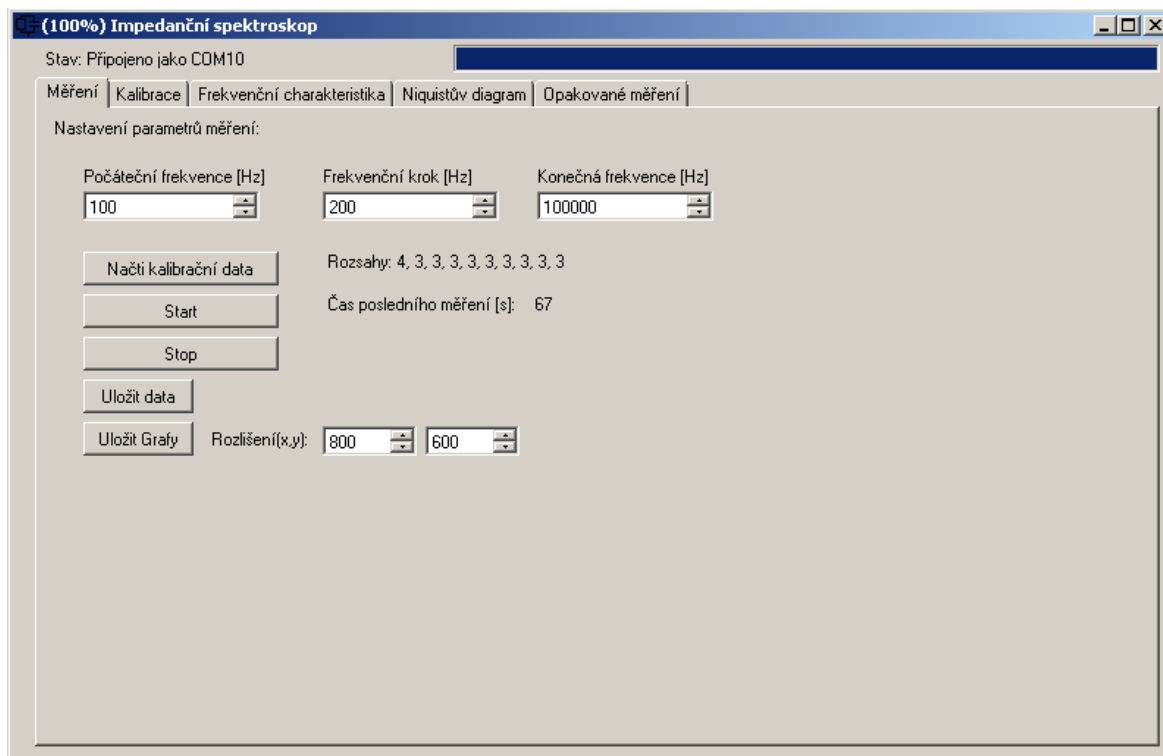 (100%) Impedanční spektroskop
Stav: Připojeno jako COM10
Měření Kalibrace Frekvenční charakteristika Niquistův diagram Opakované měření
Nastavení parametrů měření:
Počáteční frekvence [Hz] Frekvenční krok [Hz] Konečná frekvence [Hz]
100 200 100000
Načti kalibrační data Rozsahy: 4, 3, 3, 3, 3, 3, 3, 3, 3, 3
Start Čas posledního měření [s]: 67
Stop
Uložit data
Uložit Grafy Rozlišení(x,y): 800 600